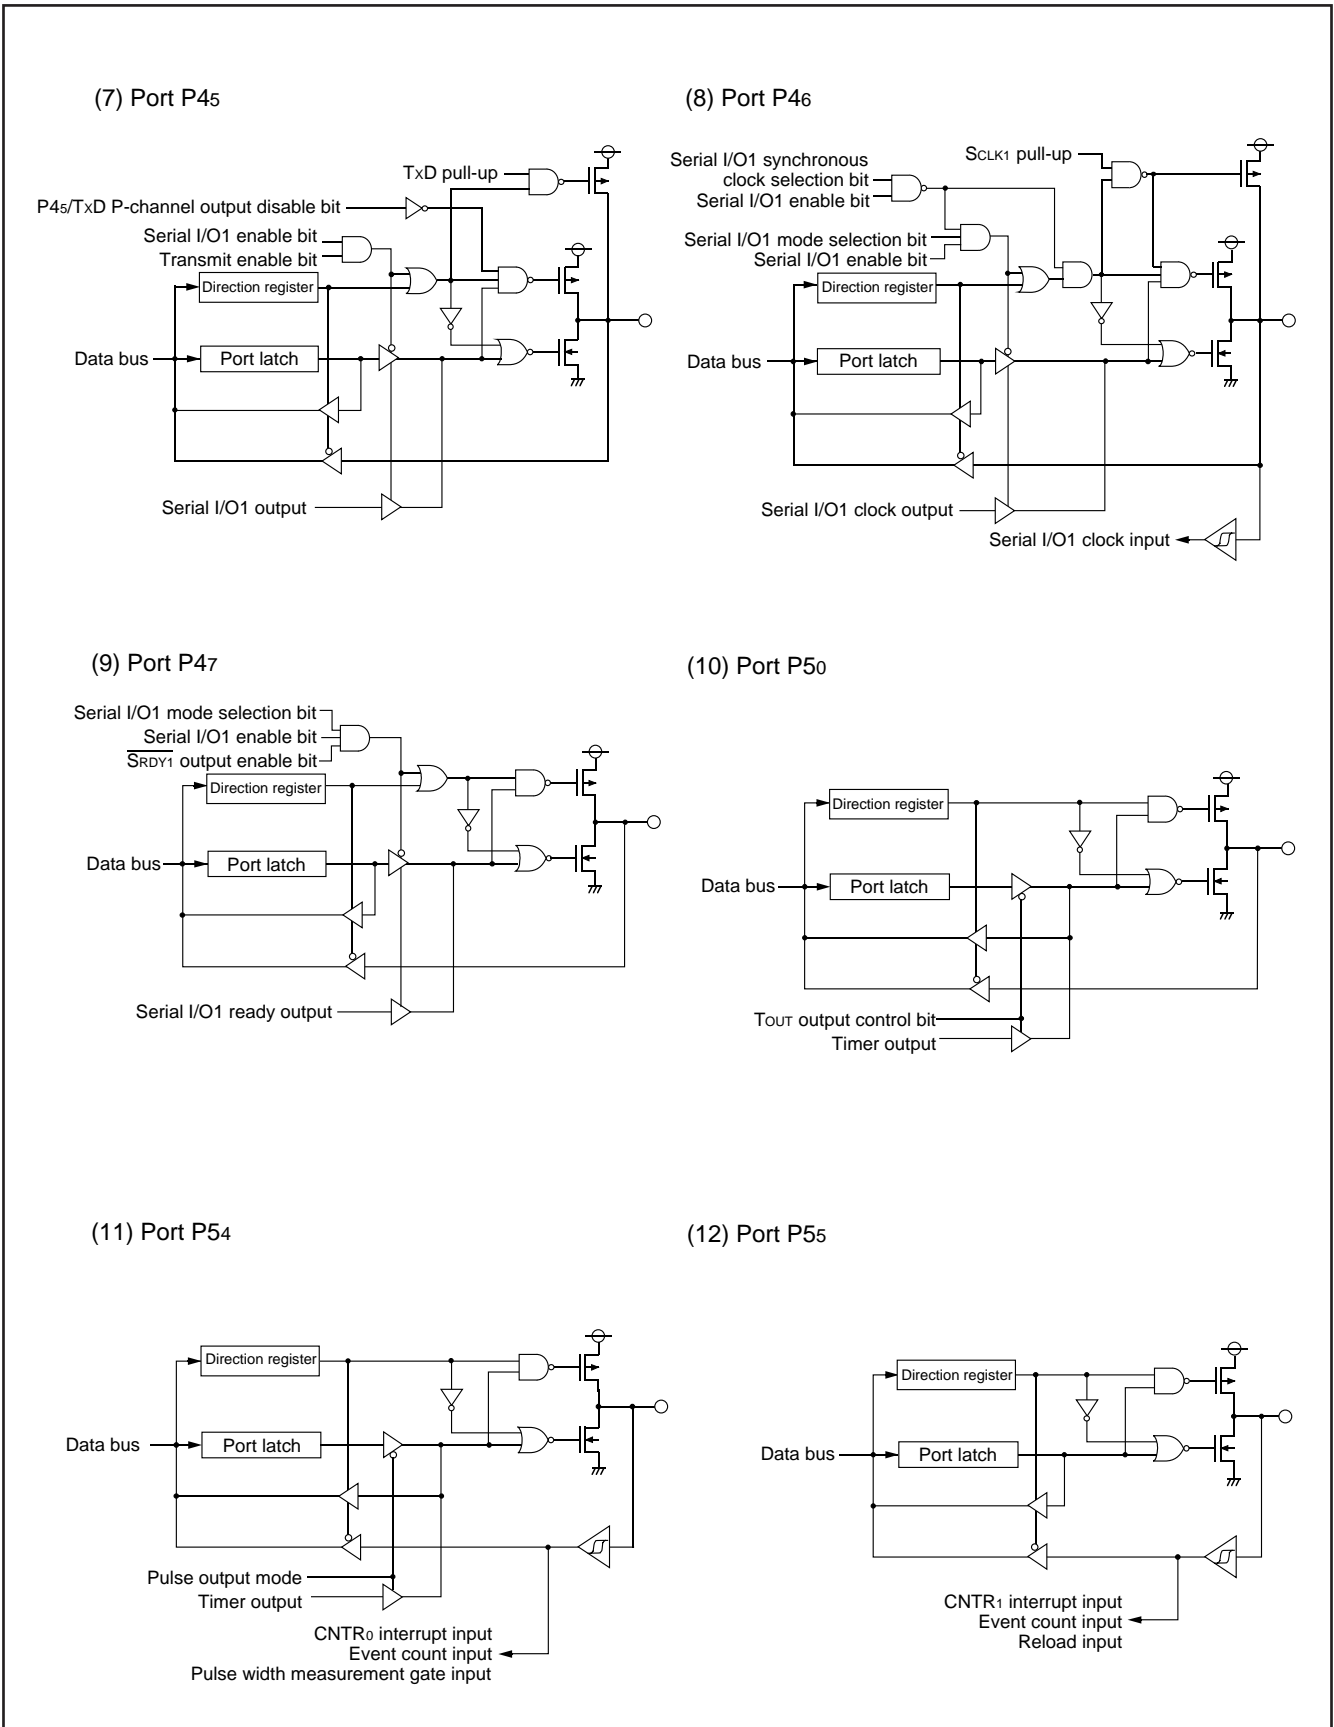 (7) Port P45
TxD pull-up
P45/TxD P-channel output disable bit
Serial I/O1 enable bit
Transmit enable bit
Direction register
Data bus
Port latch
Serial I/O1 output
(8) Port P46
Serial I/O1 synchronous
clock selection bit
Serial I/O1 enable bit
SCLK1 pull-up
Serial I/O1 mode selection bit
Serial I/O1 enable bit
Direction register
Data bus
Port latch
Serial I/O1 clock output
Serial I/O1 clock input
(9) Port P47
Serial I/O1 mode selection bit
Serial I/O1 enable bit
SRDY1 output enable bit
Direction register
Data bus
Port latch
Serial I/O1 ready output
(10) Port P50
Direction register
Data bus
Port latch
TOUT output control bit
Timer output
(11) Port P54
Direction register
Data bus
Port latch
Pulse output mode
Timer output
CNTR0 interrupt input
Event count input
Pulse width measurement gate input
(12) Port P55
Direction register
Data bus
Port latch
CNTR1 interrupt input
Event count input
Reload input